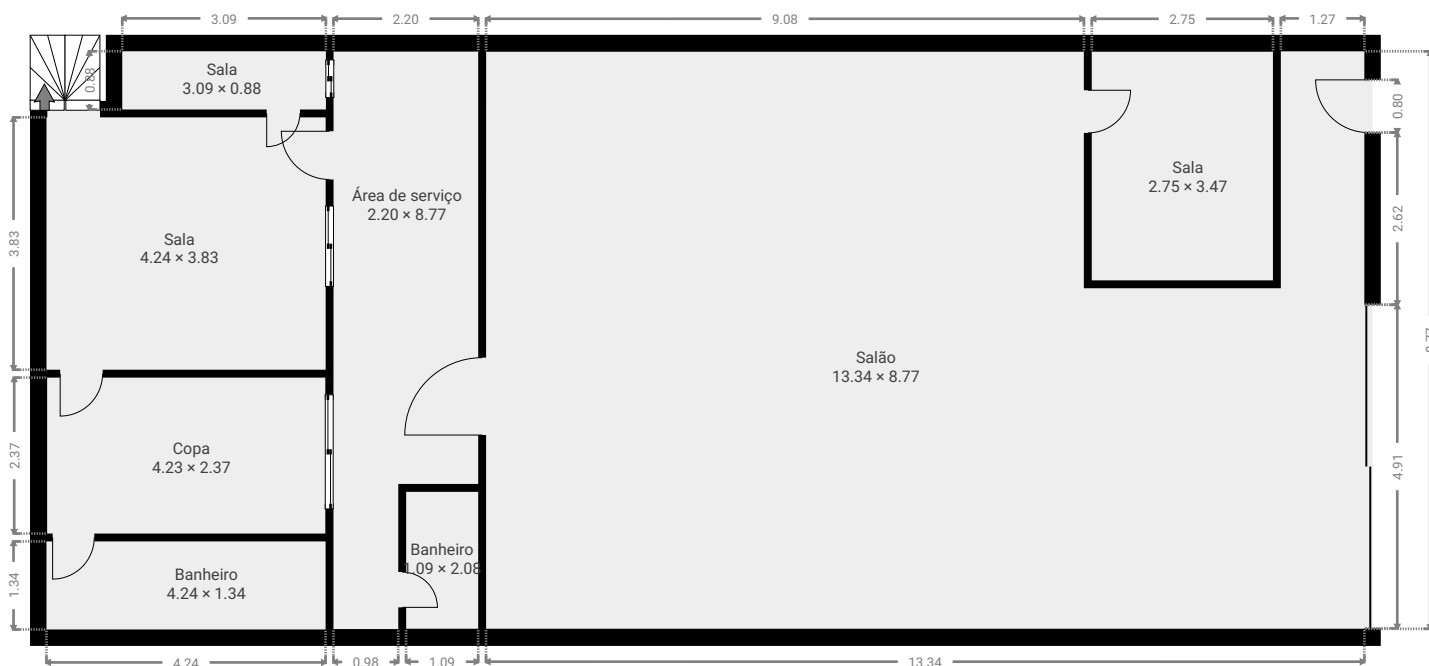 3.09
2.20
9.08
2.75
1.27
0.88
Sala
3.09 × 0.88
0.80
Sala
2.75 × 3.47
Área de serviço
2.20 × 8.77
2.62
3.83
Sala
4.24 × 3.83
Salão
13.34 × 8.77
2.37
Copa
4.23 × 2.37
4.91
Banheiro
1.09 × 2.08
1.34
Banheiro
4.24 × 1.34
4.24
0.98
1.09
13.34